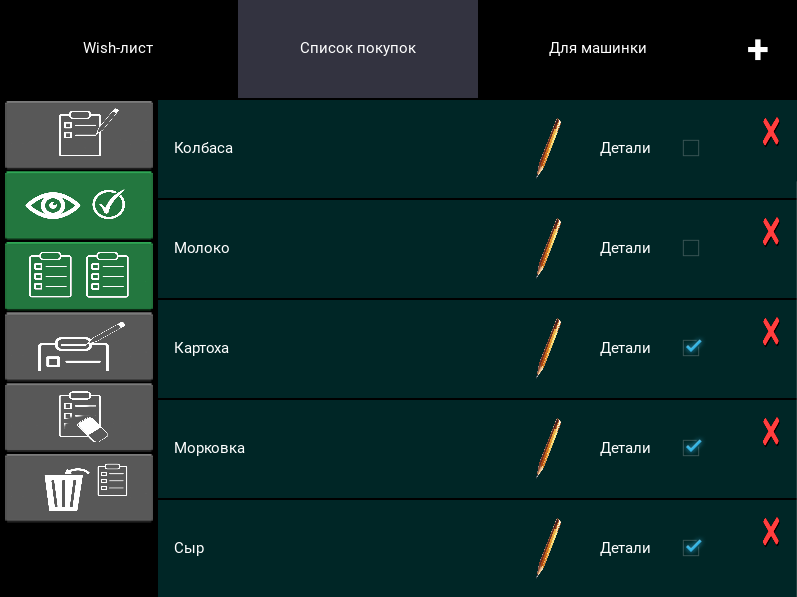 Wish-лист
Список покупок
Для машинки
Колбаса
Детали
Молоко
Детали
Картоха
Детали
Морковка
Детали
Сыр
Детали